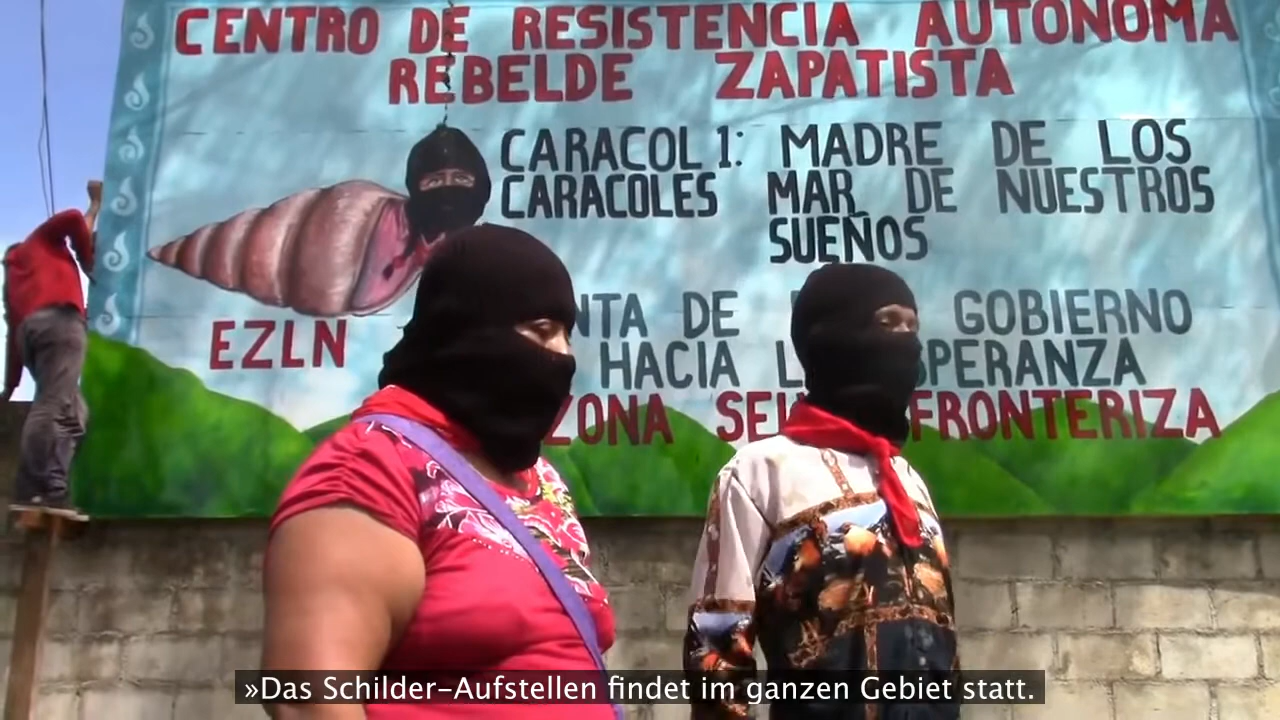 CENTRO DE RESISTENCIA AUTONOMA
REBELDE ZAPATISTA
CARACOL 1: MADRE DE LOS
CARACOLES MAR DE NUESTROS
SUEÑOS
EZLN
DE GOBIERNO
HACIA
ZONA FRONTERIZA
»Das Schilder-Aufstellen findet im ganzen Gebiet statt.